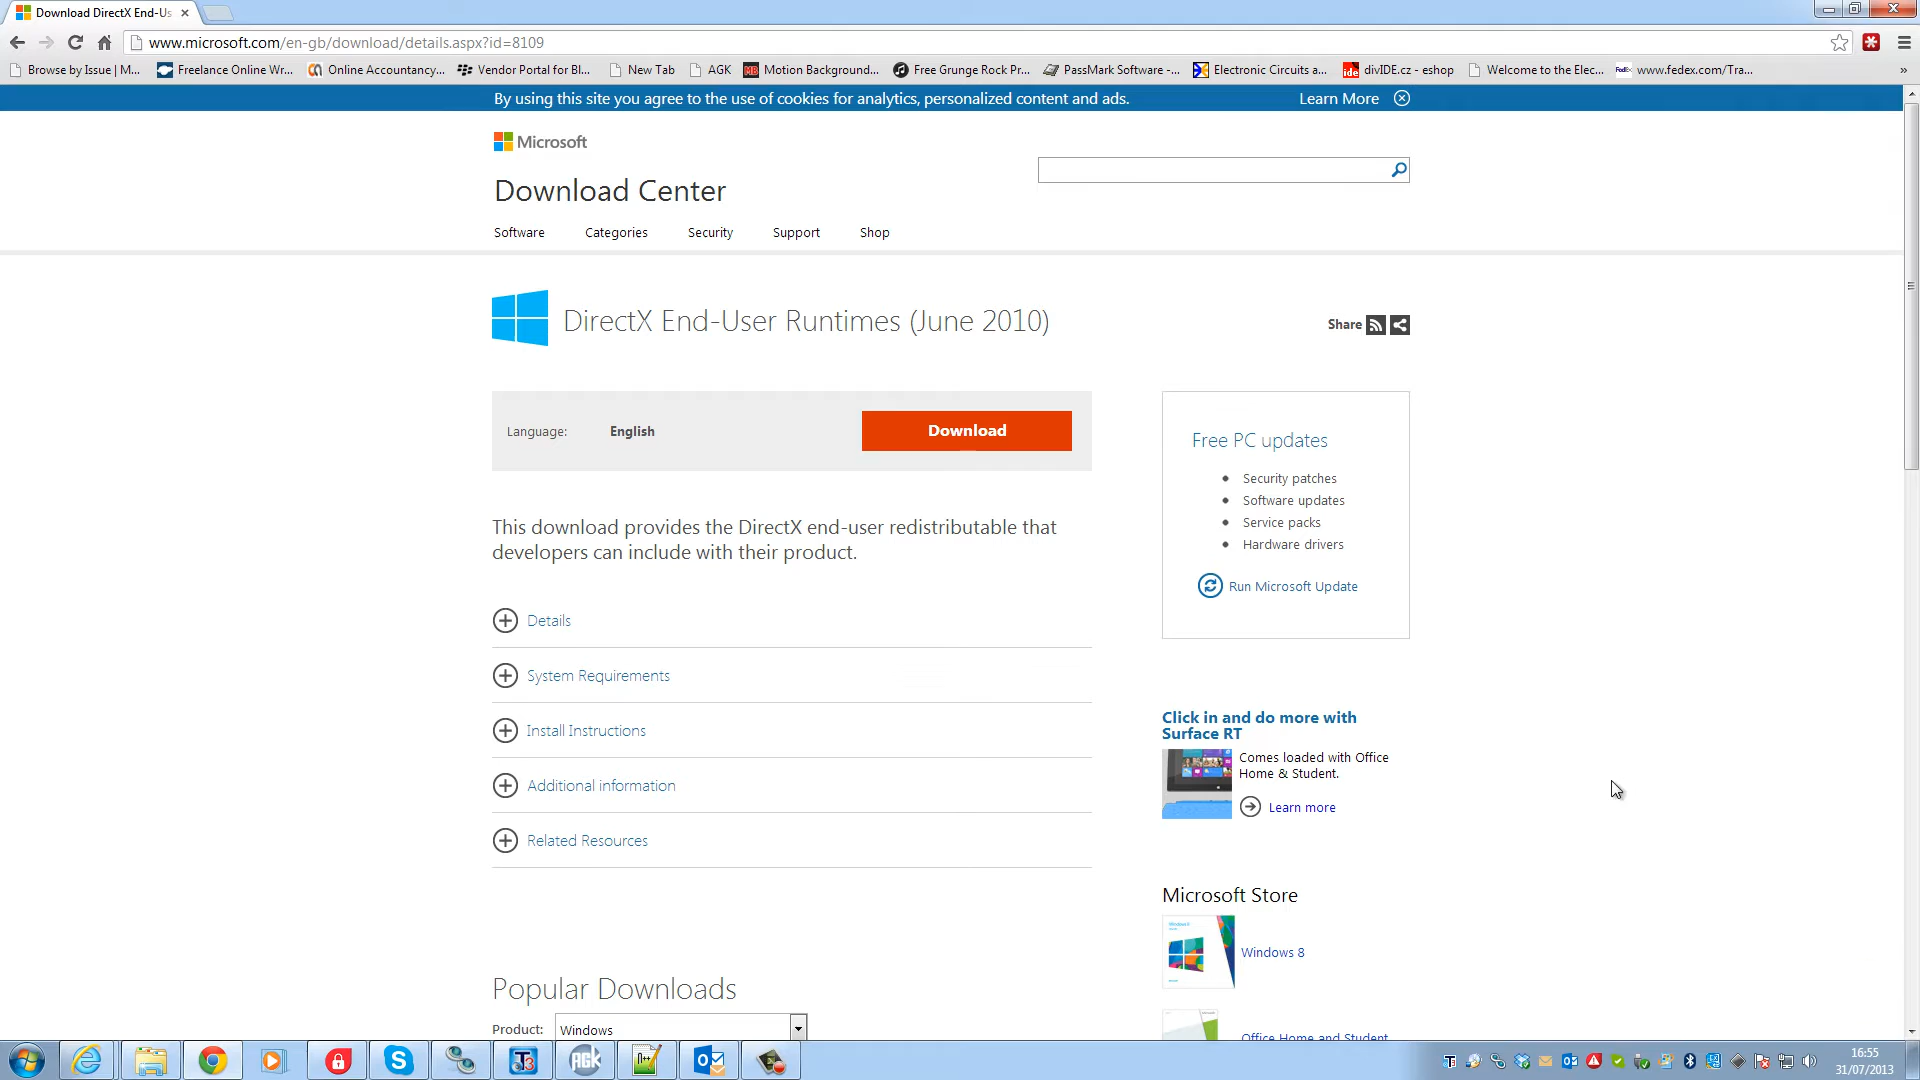 Download DirectX End-Us
www.microsoft.com/en-gb/download/details.aspx?id=8109
Browse by Issue | M...
Freelance Online Wr...
Online Accountancy...
Vendor Portal for Bl...
New Tab
AGK
Motion Background...
Free Grunge Rock Pr...
PassMark Software -...
Electronic Circuits a...
divIDE.cz - eshop
Welcome to the Elec...
www.fedex.com/Tra...
By using this site you agree to the use of cookies for analytics, personalized content and ads.
Learn More
Microsoft
Download Center
Software Categories Security Support Shop
DirectX End-User Runtimes (June 2010)
Share
Language: English
Download
This download provides the DirectX end-user redistributable that
developers can include with their product.
Details
System Requirements
Install Instructions
Additional information
Related Resources
Free PC updates
Security patches
Software updates
Service packs
Hardware drivers
Run Microsoft Update
Click in and do more with
Surface RT
Comes loaded with Office
Home & Student.
Learn more
Microsoft Store
Windows 8
Office Home and Student
Popular Downloads
Product: Windows
16:55
31/07/2013